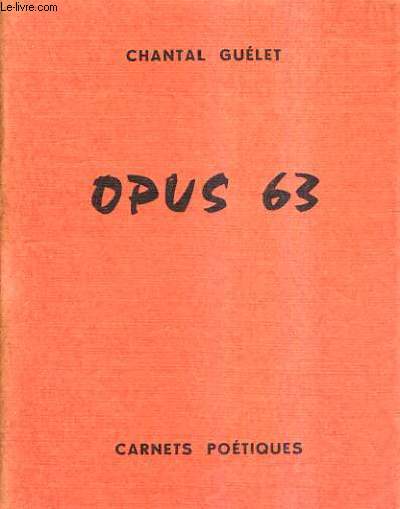 Le-livre.com
CHANTAL GUÉLET
OPUS 63
CARNETS POÉTIQUES